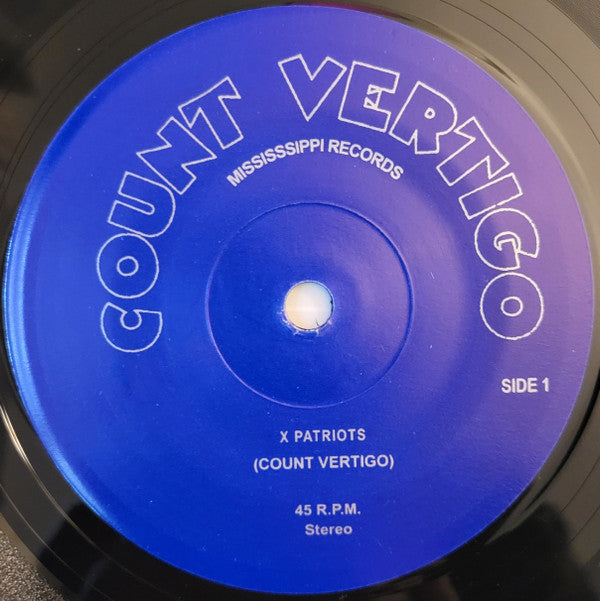 COUNT VERTIGO
MISSISSSIPPI RECORDS
SIDE 1
X PATRIOTS
(COUNT VERTIGO)
45 R.P.M.
Stereo